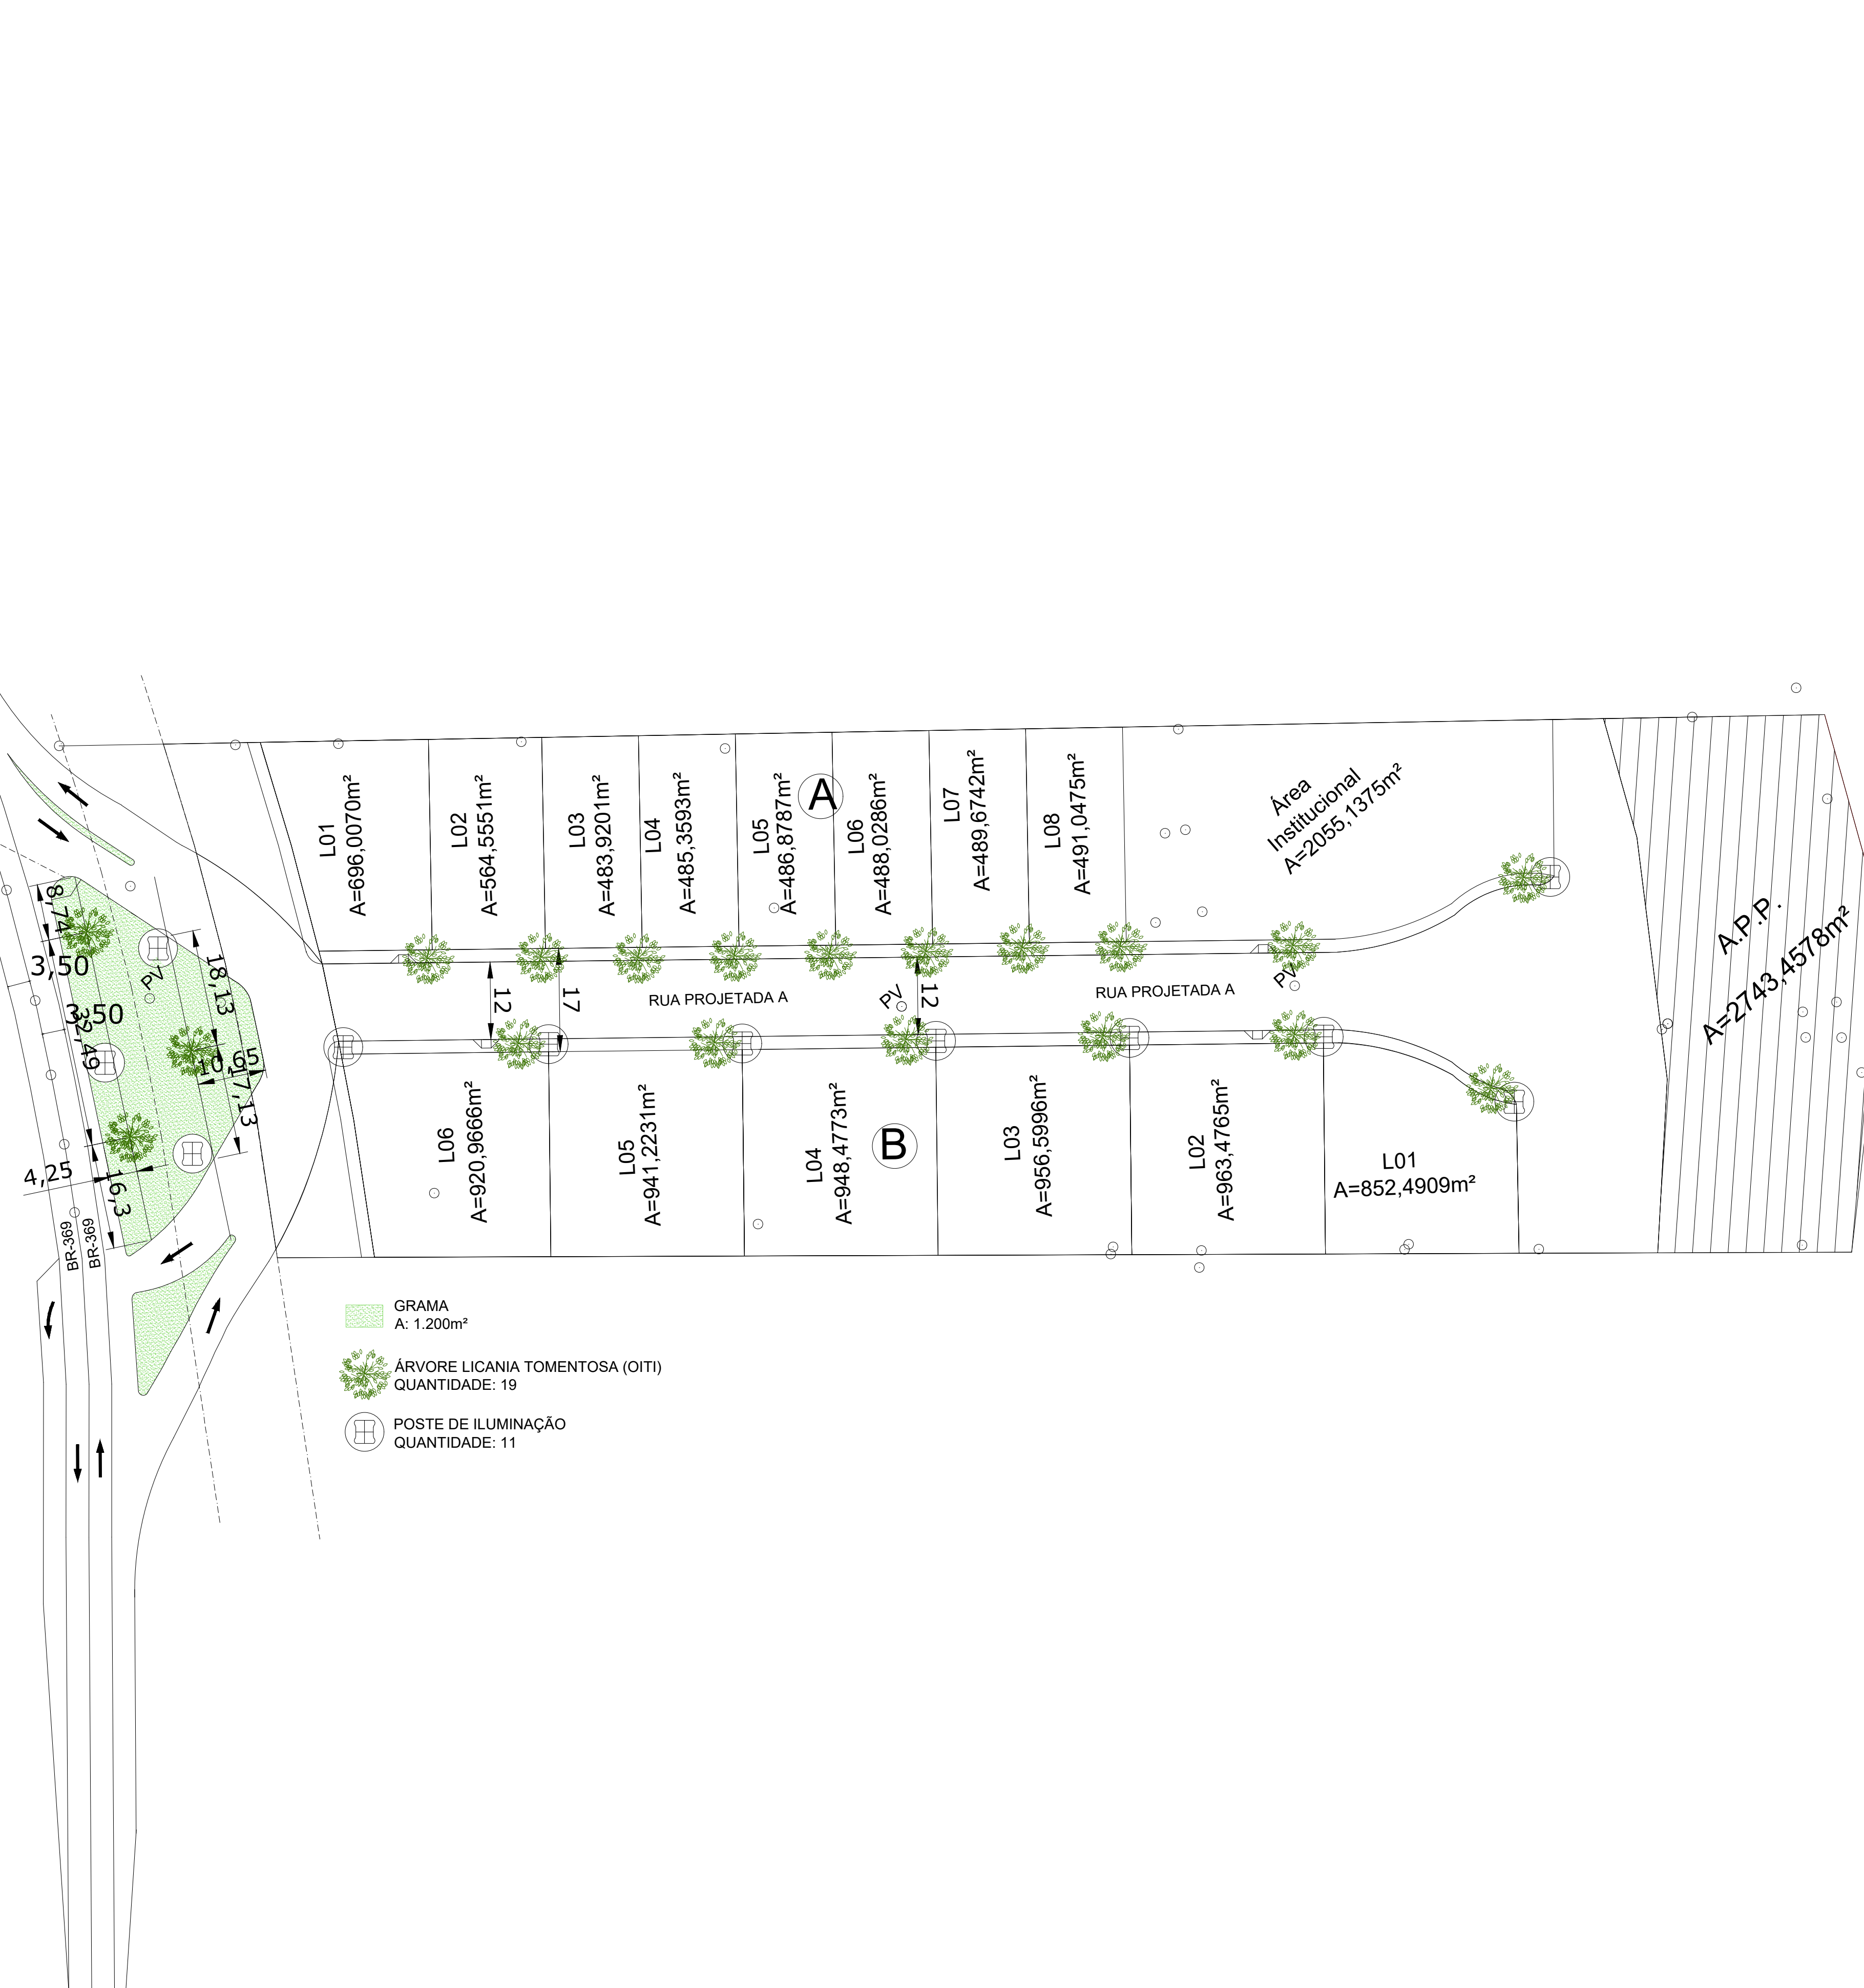 L01
A=696,0070m²
L02
A=564,5551m²
L03
A=483,9201m²
L04
A=485,3593m²
L05
A=486,8787m²
A
L06
A=488,0286m²
L07
A=489,6742m²
L08
A=491,0475m²
Área
Institucional
A=2055,1375m²
A.P.P.
A=2743,4578m²
8,74
3,50
3,50
32,49
PV
18,13
10,65
17,13
4,25
16,3
BR-369
BR-369
12
17
RUA PROJETADA A
PV
12
RUA PROJETADA A
PV
L06
A=920,9666m²
L05
A=941,2231m²
L04
A=948,4773m²
B
L03
A=956,5996m²
L02
A=963,4765m²
L01
A=852,4909m²
GRAMA
A: 1.200m²
ÁRVORE LICANIA TOMENTOSA (OITI)
QUANTIDADE: 19
POSTE DE ILUMINAÇÃO
QUANTIDADE: 11